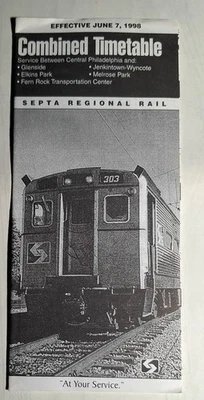 EFFECTIVE JUNE 7, 1998
Combined Timetable
Service Between Central Philadelphia and:
• Glenside • Jenkintown-Wyncote
• Elkins Park • Melrose Park
• Fern Rock Transportation Center
SEPTA REGIONAL RAIL
303
"At Your Service."